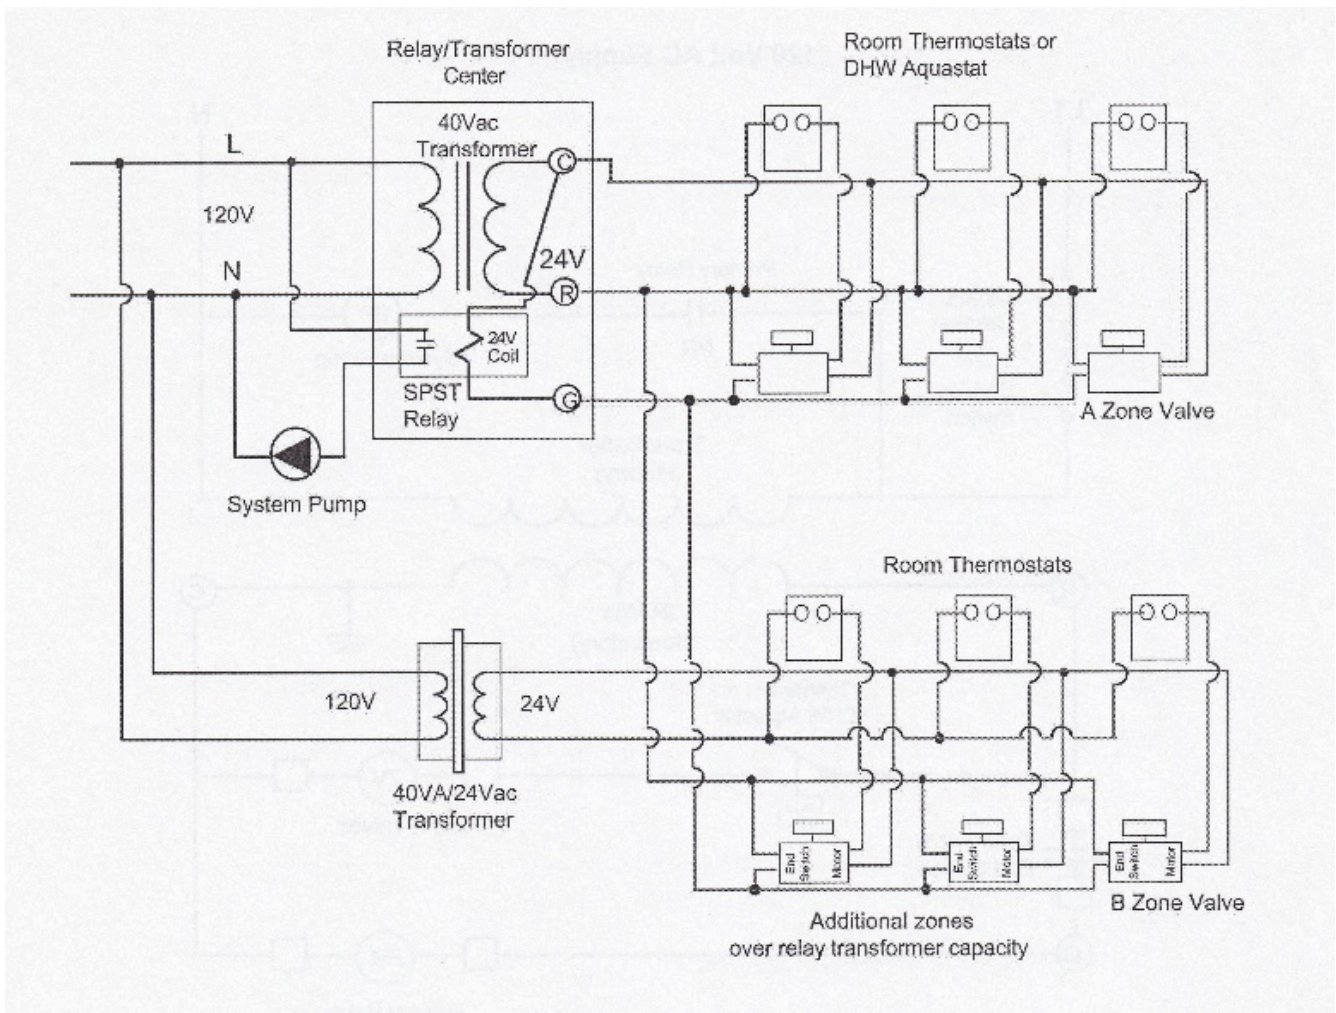 Relay/Transformer
Center
Room Thermostats or
DHW Aquastat
40Vac
Transformer
L
C
120V
N
24V
R
24V
Coil
SPST
Relay
G
A Zone Valve
System Pump
Room Thermostats
120V
24V
40VA/24Vac
Transformer
End
Switch
Motor
End
Switch
Motor
End
Switch
Motor
B Zone Valve
Additional zones
over relay transformer capacity